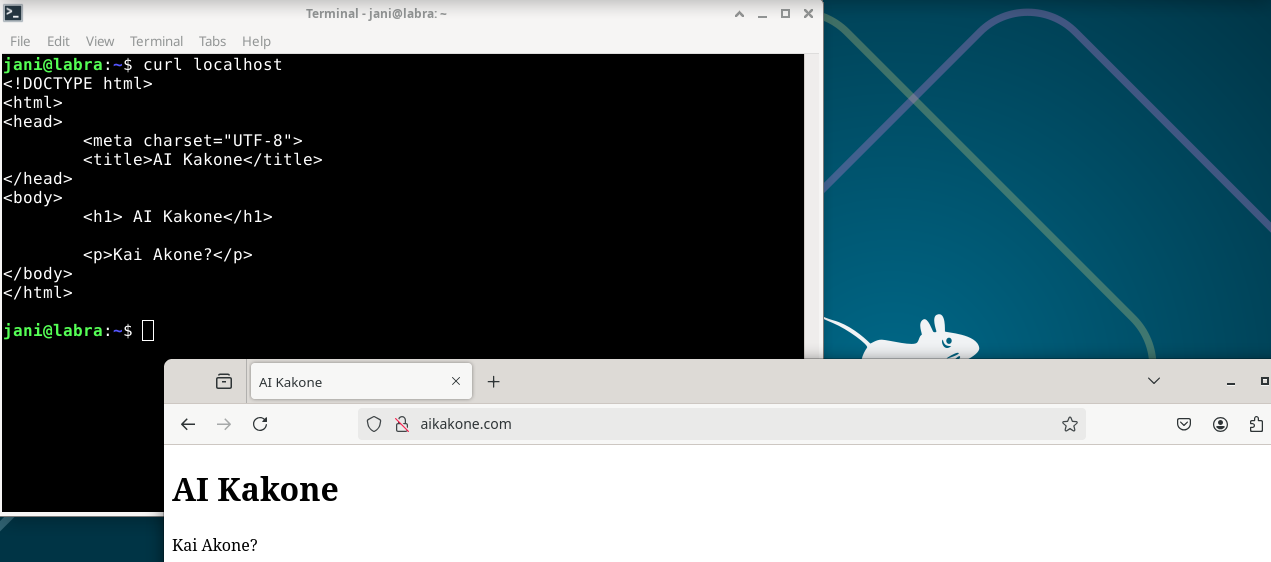 Terminal - jani@labra: ~
File Edit View Terminal Tabs Help
jani@labra:~$ curl localhost
<!DOCTYPE html>
<html>
<head>
        <meta charset="UTF-8">
        <title>AI Kakone</title>
</head>
<body>
        <h1> AI Kakone</h1>

        <p>Kai Akone?</p>
</body>
</html>

jani@labra:~$
AI Kakone
aikakone.com
AI Kakone
Kai Akone?